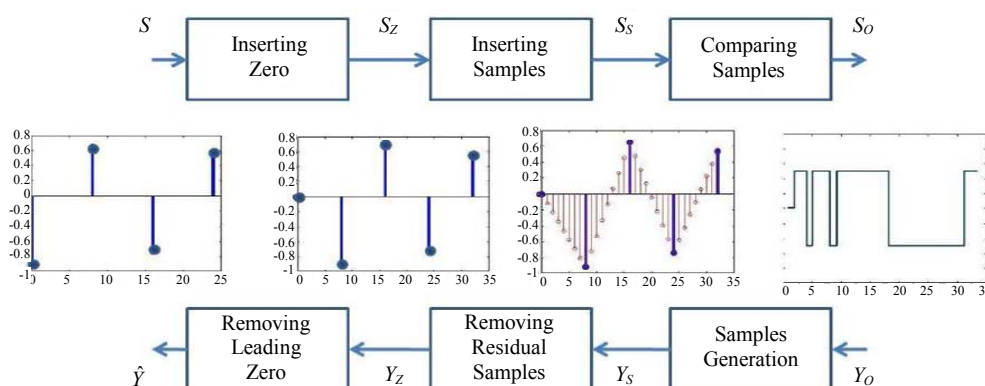 S
Inserting
Zero
S_Z
Inserting
Samples
S_S
Comparing
Samples
S_O
0.8
0.6
0.4
0.2
0
-0.2
-0.4
-0.6
-0.8
-1
0 5 10 15 20 25
0.8
0.6
0.4
0.2
0
-0.2
-0.4
-0.6
-0.8
-1
0 5 10 15 20 25 30 35
0.8
0.6
0.4
0.2
0
-0.2
-0.4
-0.6
-0.8
-1
0 5 10 15 20 25 30 35
0 5 10 15 20 25 30 35
Ŷ
Removing
Leading
Zero
Y_Z
Removing
Residual
Samples
Y_S
Samples
Generation
Y_O